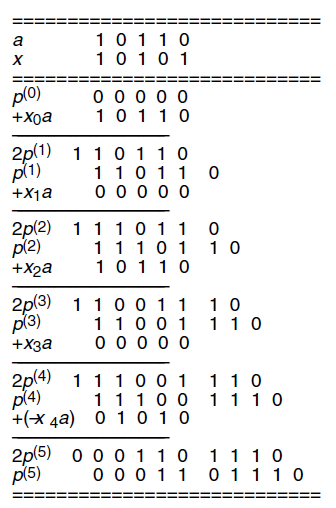 ============================
a 1 0 1 1 0
x 1 0 1 0 1
============================
p(0) 0 0 0 0 0
+x0a 1 0 1 1 0
2p(1) 1 1 0 1 1 0
p(1) 1 1 0 1 1 0
+x1a 0 0 0 0 0
2p(2) 1 1 1 0 1 1 0
p(2) 1 1 1 0 1 1 0
+x2a 1 0 1 1 0
2p(3) 1 1 0 0 1 1 1 0
p(3) 1 1 0 0 1 1 1 0
+x3a 0 0 0 0 0
2p(4) 1 1 1 0 0 1 1 1 0
p(4) 1 1 1 0 0 1 1 1 0
+(-x4a) 0 1 0 1 0
2p(5) 0 0 0 1 1 0 1 1 1 0
p(5) 0 0 0 1 1 0 1 1 1 0
============================